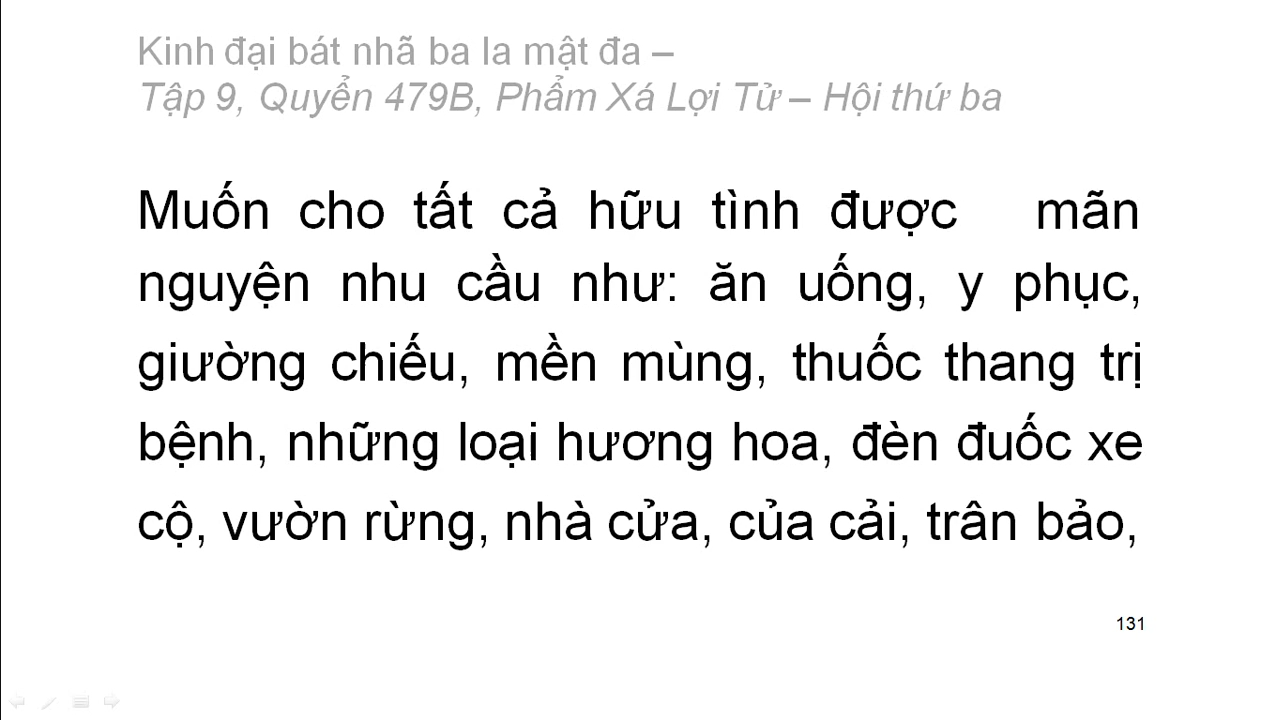 Kinh đại bát nhã ba la mật đa –
Tập 9, Quyển 479B, Phẩm Xá Lợi Tử – Hội thứ ba
Muốn cho tất cả hữu tình được mãn
nguyện nhu cầu như: ăn uống, y phục,
giường chiếu, mền mùng, thuốc thang trị
bệnh, những loại hương hoa, đèn đuốc xe
cộ, vườn rừng, nhà cửa, của cải, trân bảo,
131